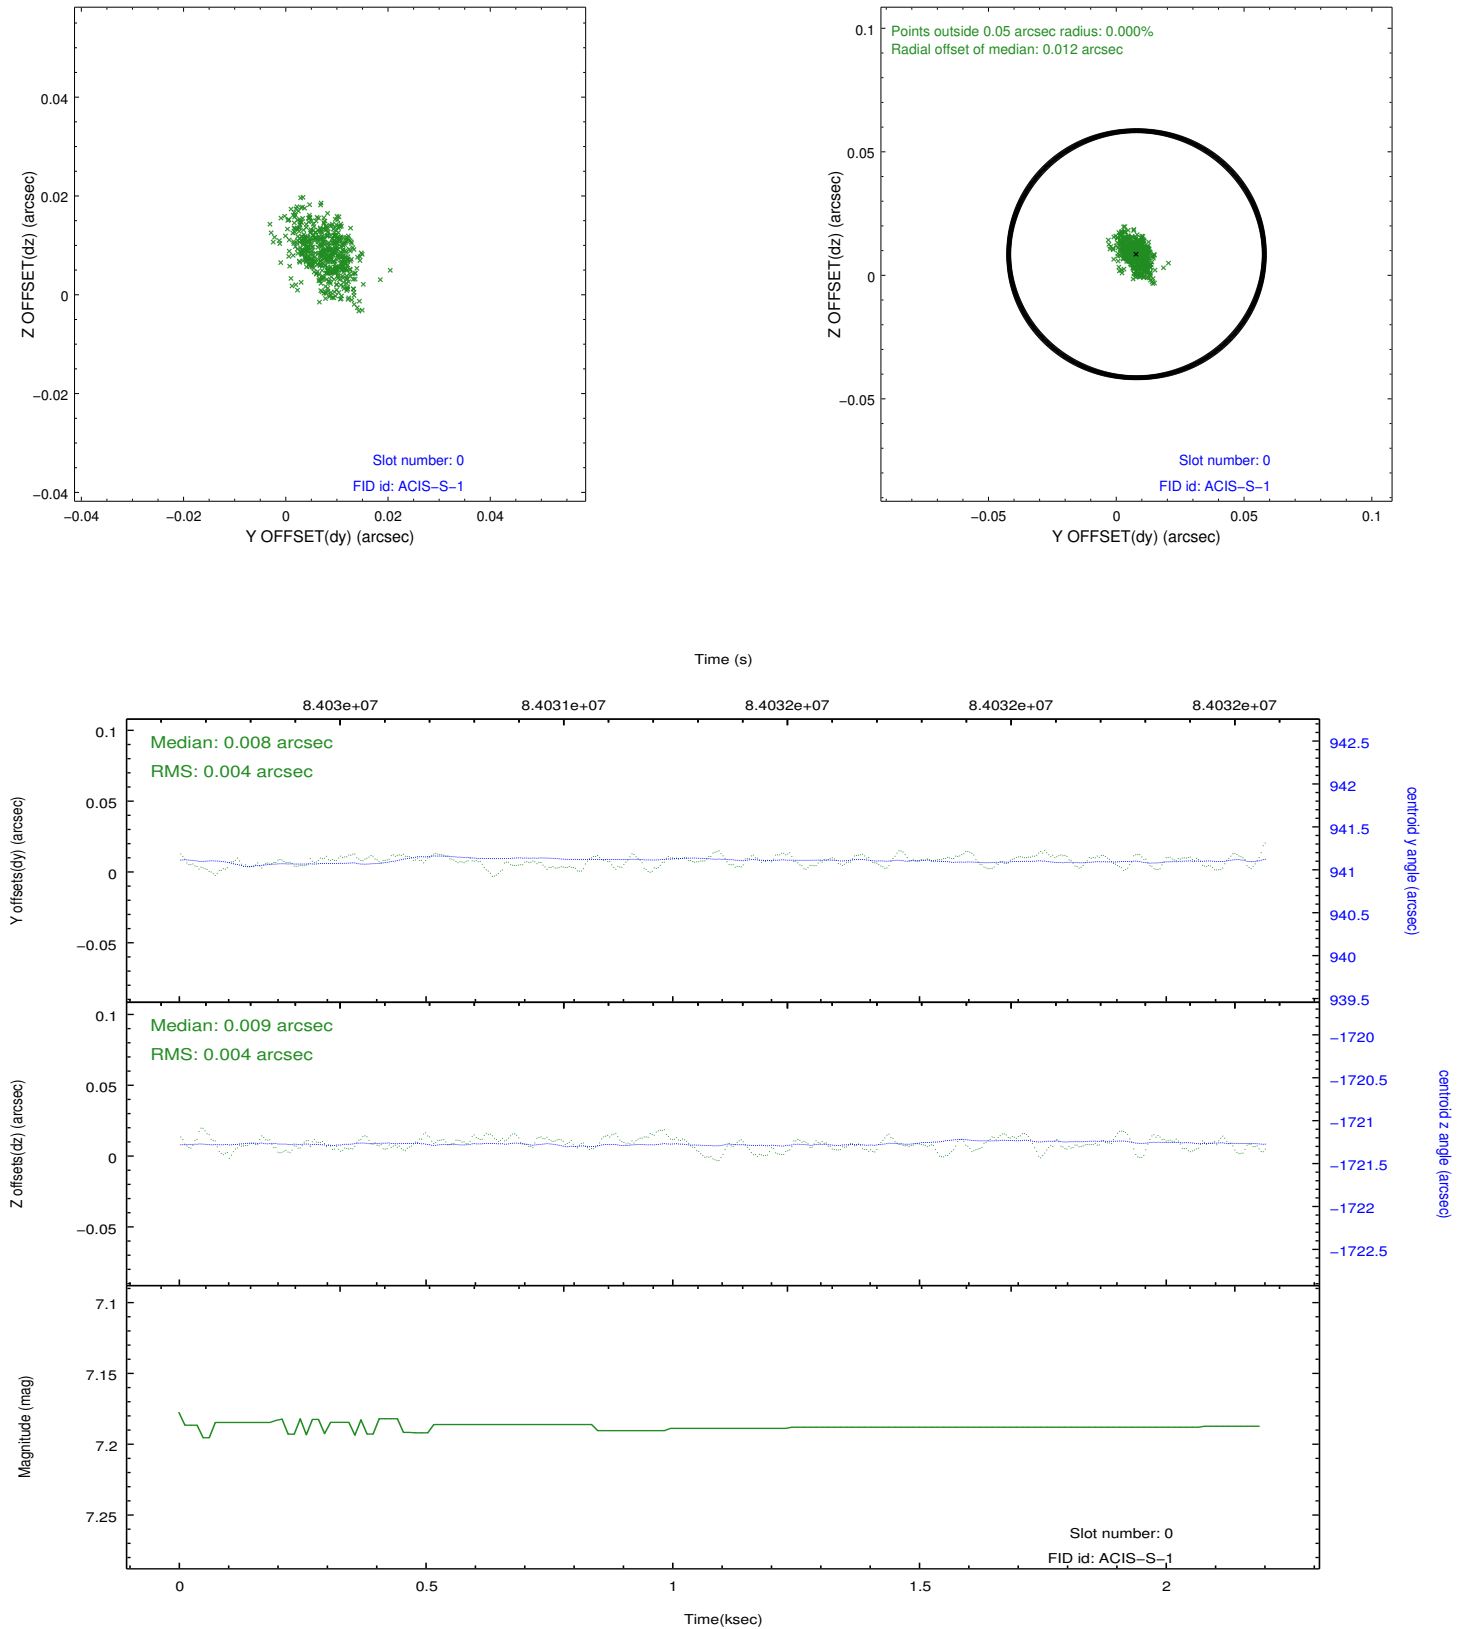 0.04
0.02
0
−0.02
−0.04
Z OFFSET(dz) (arcsec)
Slot number: 0
FID id: ACIS−S−1
−0.04
−0.02
0
0.02
0.04
Y OFFSET(dy) (arcsec)
Points outside 0.05 arcsec radius: 0.000%
Radial offset of median: 0.012 arcsec
0.1
0.05
0
−0.05
Z OFFSET(dz) (arcsec)
Slot number: 0
FID id: ACIS−S−1
−0.05
0
0.05
0.1
Y OFFSET(dy) (arcsec)
Time (s)
8.403e+07
8.4031e+07
8.4032e+07
8.4032e+07
8.4032e+07
Median: 0.008 arcsec
RMS: 0.004 arcsec
0.1
0.05
0
−0.05
Y offsets(dy) (arcsec)
942.5
942
941.5
941
940.5
940
939.5
centroid y angle (arcsec)
Median: 0.009 arcsec
RMS: 0.004 arcsec
0.1
0.05
0
−0.05
Z offsets(dz) (arcsec)
−1720
−1720.5
−1721
−1721.5
−1722
−1722.5
centroid z angle (arcsec)
7.1
7.15
7.2
7.25
Magnitude (mag)
Slot number: 0
FID id: ACIS−S−1
0
0.5
1
1.5
2
Time(ksec)